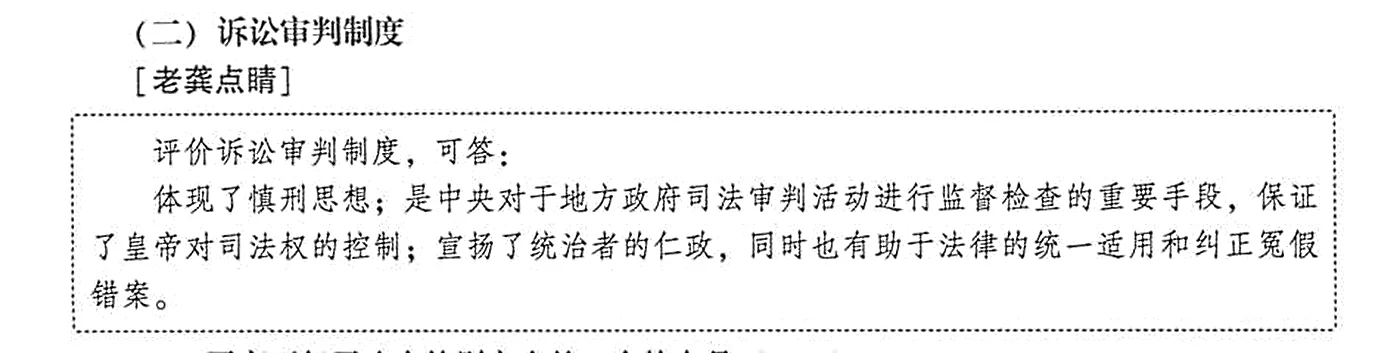 （二）诉讼审判制度
［老龚点睛］
评价诉讼审判制度，可答：
体现了慎刑思想；是中央对于地方政府司法审判活动进行监督检查的重要手段，保证
了皇帝对司法权的控制；宣扬了统治者的仁政，同时也有助于法律的统一适用和纠正冤假
错案。